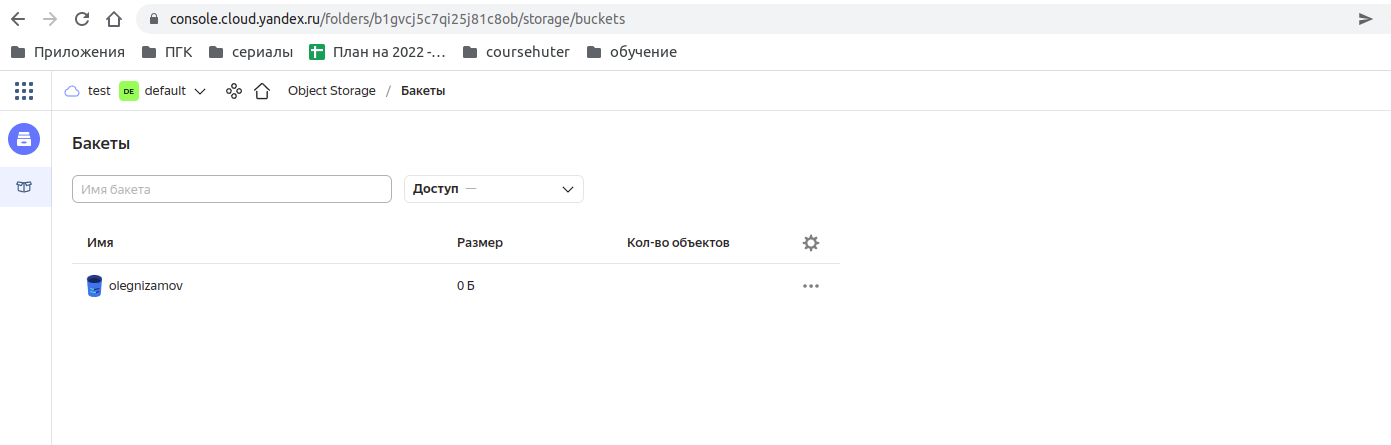 console.cloud.yandex.ru/folders/b1gvcj5c7qi25j81c8ob/storage/buckets
Приложения ПГК сериалы План на 2022 -... coursehuter обучение
test DE default Object Storage / Бакеты
Бакеты
Имя бакета Доступ —
Имя Размер Кол-во объектов
olegnizamov 0 Б